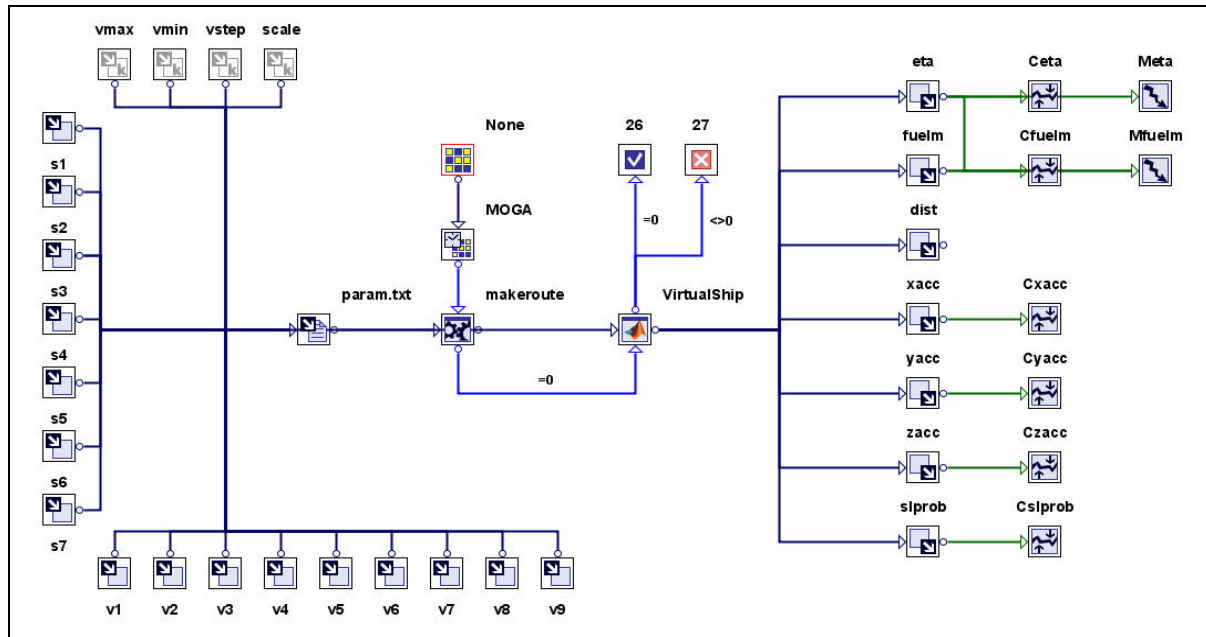 vmax vmin vstep scale
eta Ceta Meta
None 26 27
fuelm Cfuelm Mfuelm
s1
MOGA =0 <>0
dist
s2
s3
param.txt makeroute VirtualShip xacc Cxacc
s4
yacc Cyacc
=0
s5
zacc Czacc
s6
slprob Cslprob
s7
v1 v2 v3 v4 v5 v6 v7 v8 v9